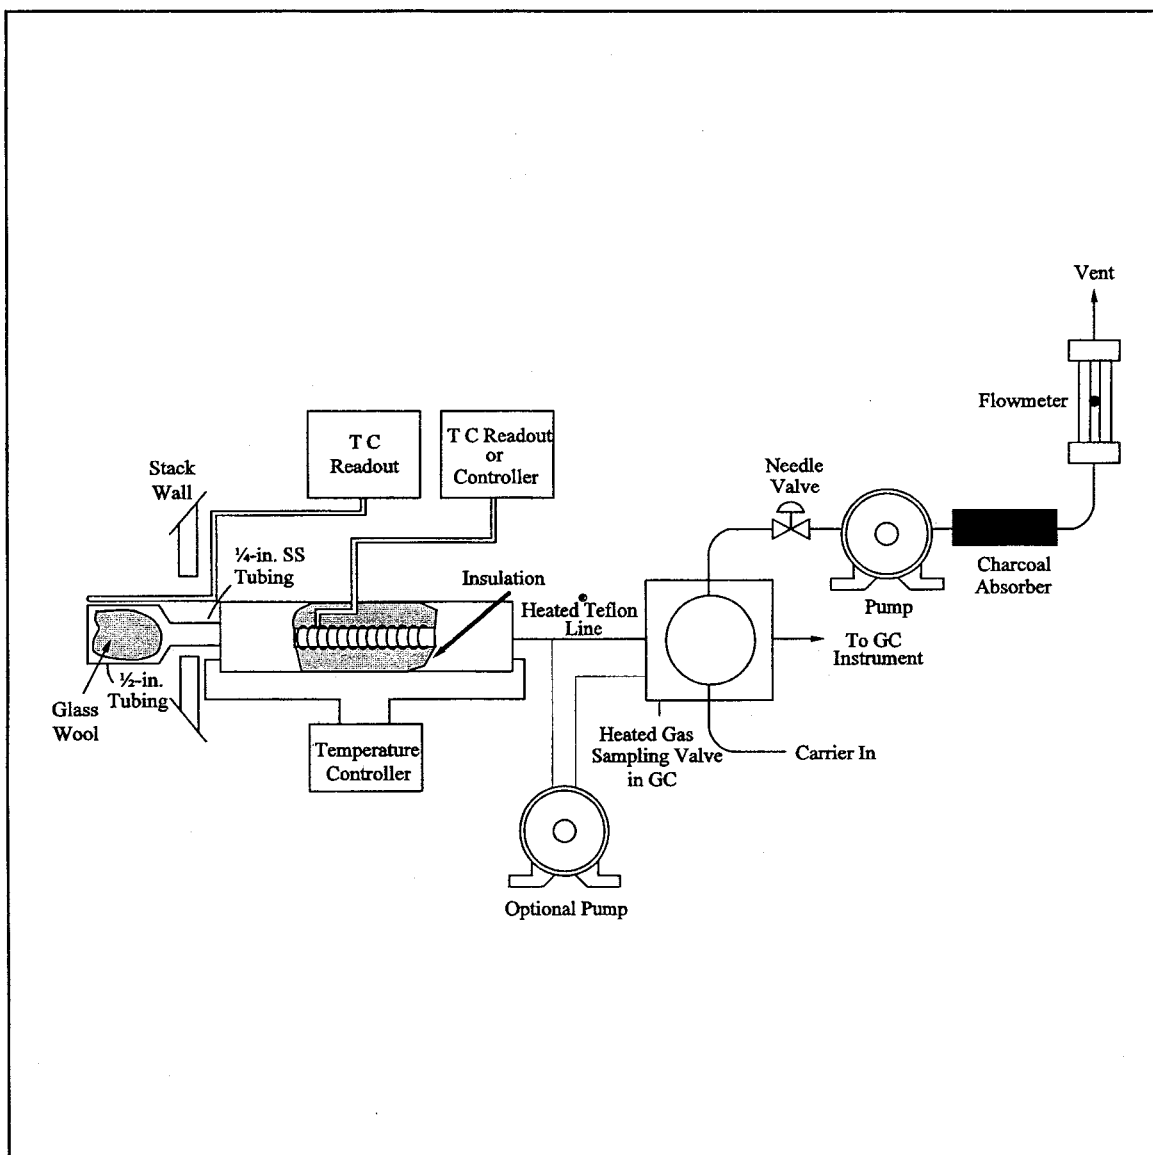 Vent
Flowmeter
T C
Readout
T C Readout
or
Controller
Needle
Valve
Stack
Wall
¼-in. SS
Tubing
Insulation
Charcoal
Absorber
Pump
Heated Teflon
Line
To GC
Instrument
½-in.
Tubing
Glass
Wool
Temperature
Controller
Heated Gas
Sampling Valve
in GC
Carrier In
Optional Pump